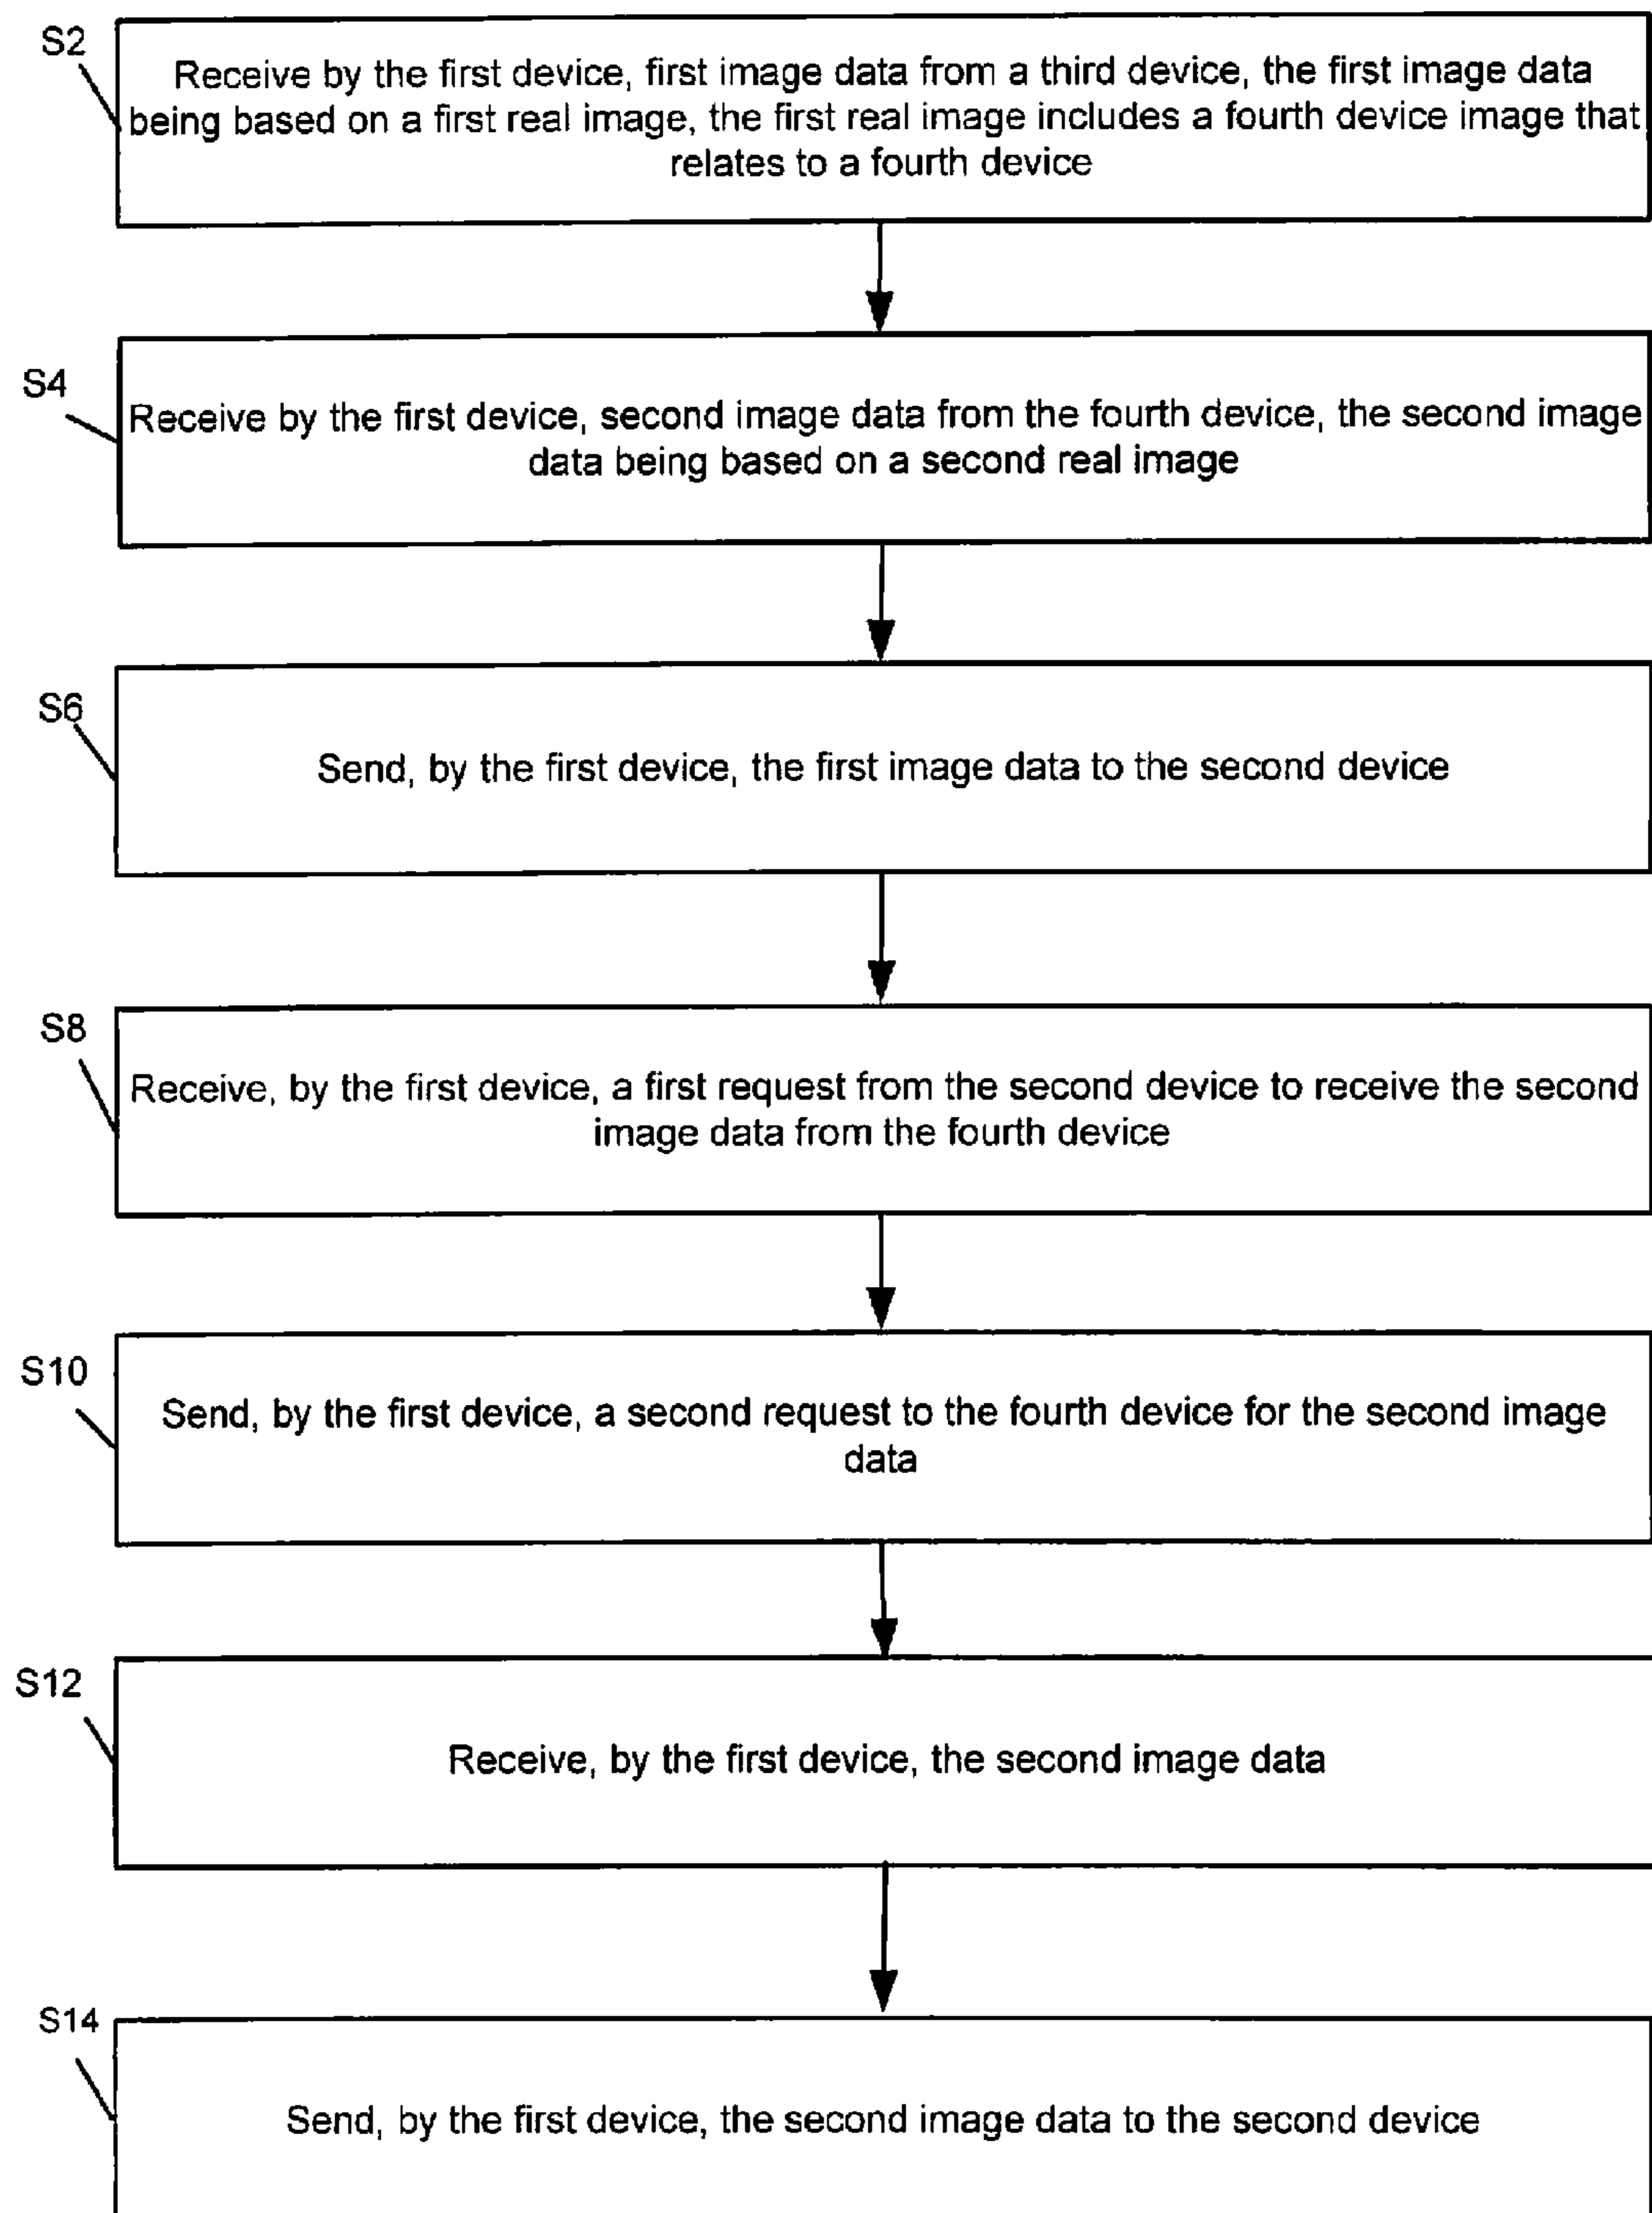 S2
Receive by the first device, first image data from a third device, the first image data
being based on a first real image, the first real image includes a fourth device image that
relates to a fourth device
S4
Receive by the first device, second image data from the fourth device, the second image
data being based on a second real image
S6
Send, by the first device, the first image data to the second device
S8
Receive, by the first device, a first request from the second device to receive the second
image data from the fourth device
S10
Send, by the first device, a second request to the fourth device for the second image
data
S12
Receive, by the first device, the second image data
S14
Send, by the first device, the second image data to the second device